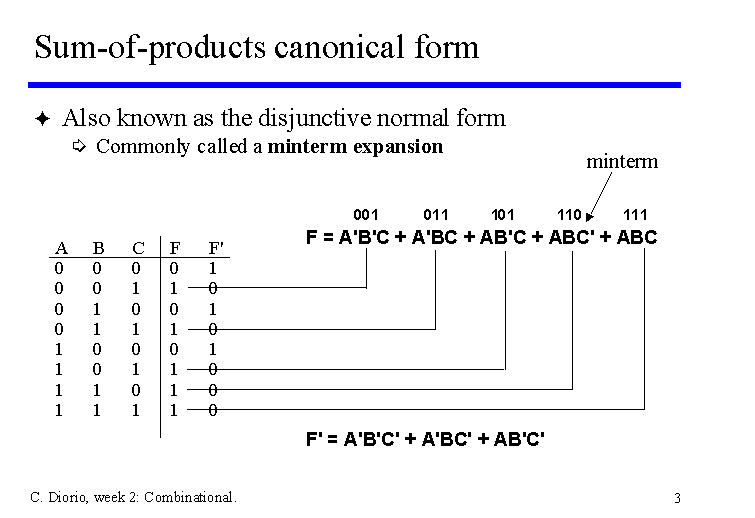 Sum-of-products canonical form
✦ Also known as the disjunctive normal form
➪ Commonly called a minterm expansion
minterm
001 011 101 110 111
F = A'B'C + A'BC + AB'C + ABC' + ABC
A B C F F'
0 0 0 0 1
0 0 1 1 0
0 1 0 0 1
0 1 1 1 0
1 0 0 0 1
1 0 1 1 0
1 1 0 1 0
1 1 1 1 0
F' = A'B'C' + A'BC' + AB'C'
C. Diorio, week 2: Combinational.
3